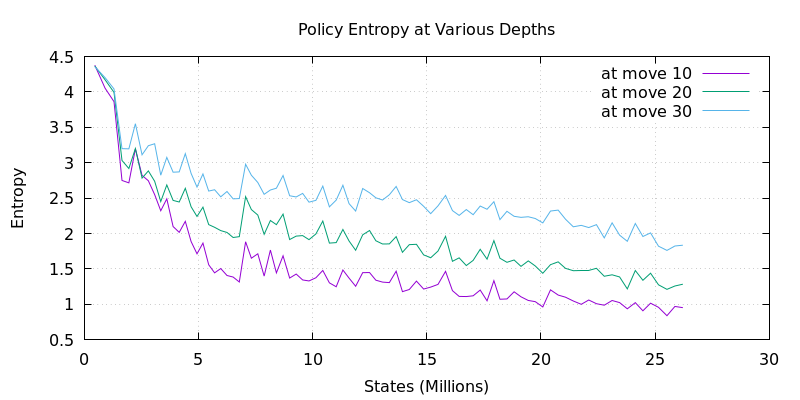 Policy Entropy at Various Depths
4.5
4
3.5
3
2.5
2
1.5
1
0.5
Entropy
at move 10
at move 20
at move 30
0 5 10 15 20 25 30
States (Millions)